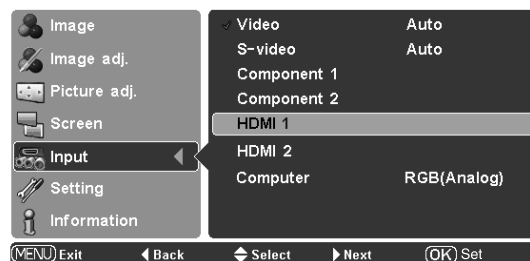 Image
Image adj.
Picture adj.
Screen
Input
Setting
Information
Video Auto
S-video Auto
Component 1
Component 2
HDMI 1
HDMI 2
Computer RGB(Analog)
MENU Exit Back Select Next OK Set